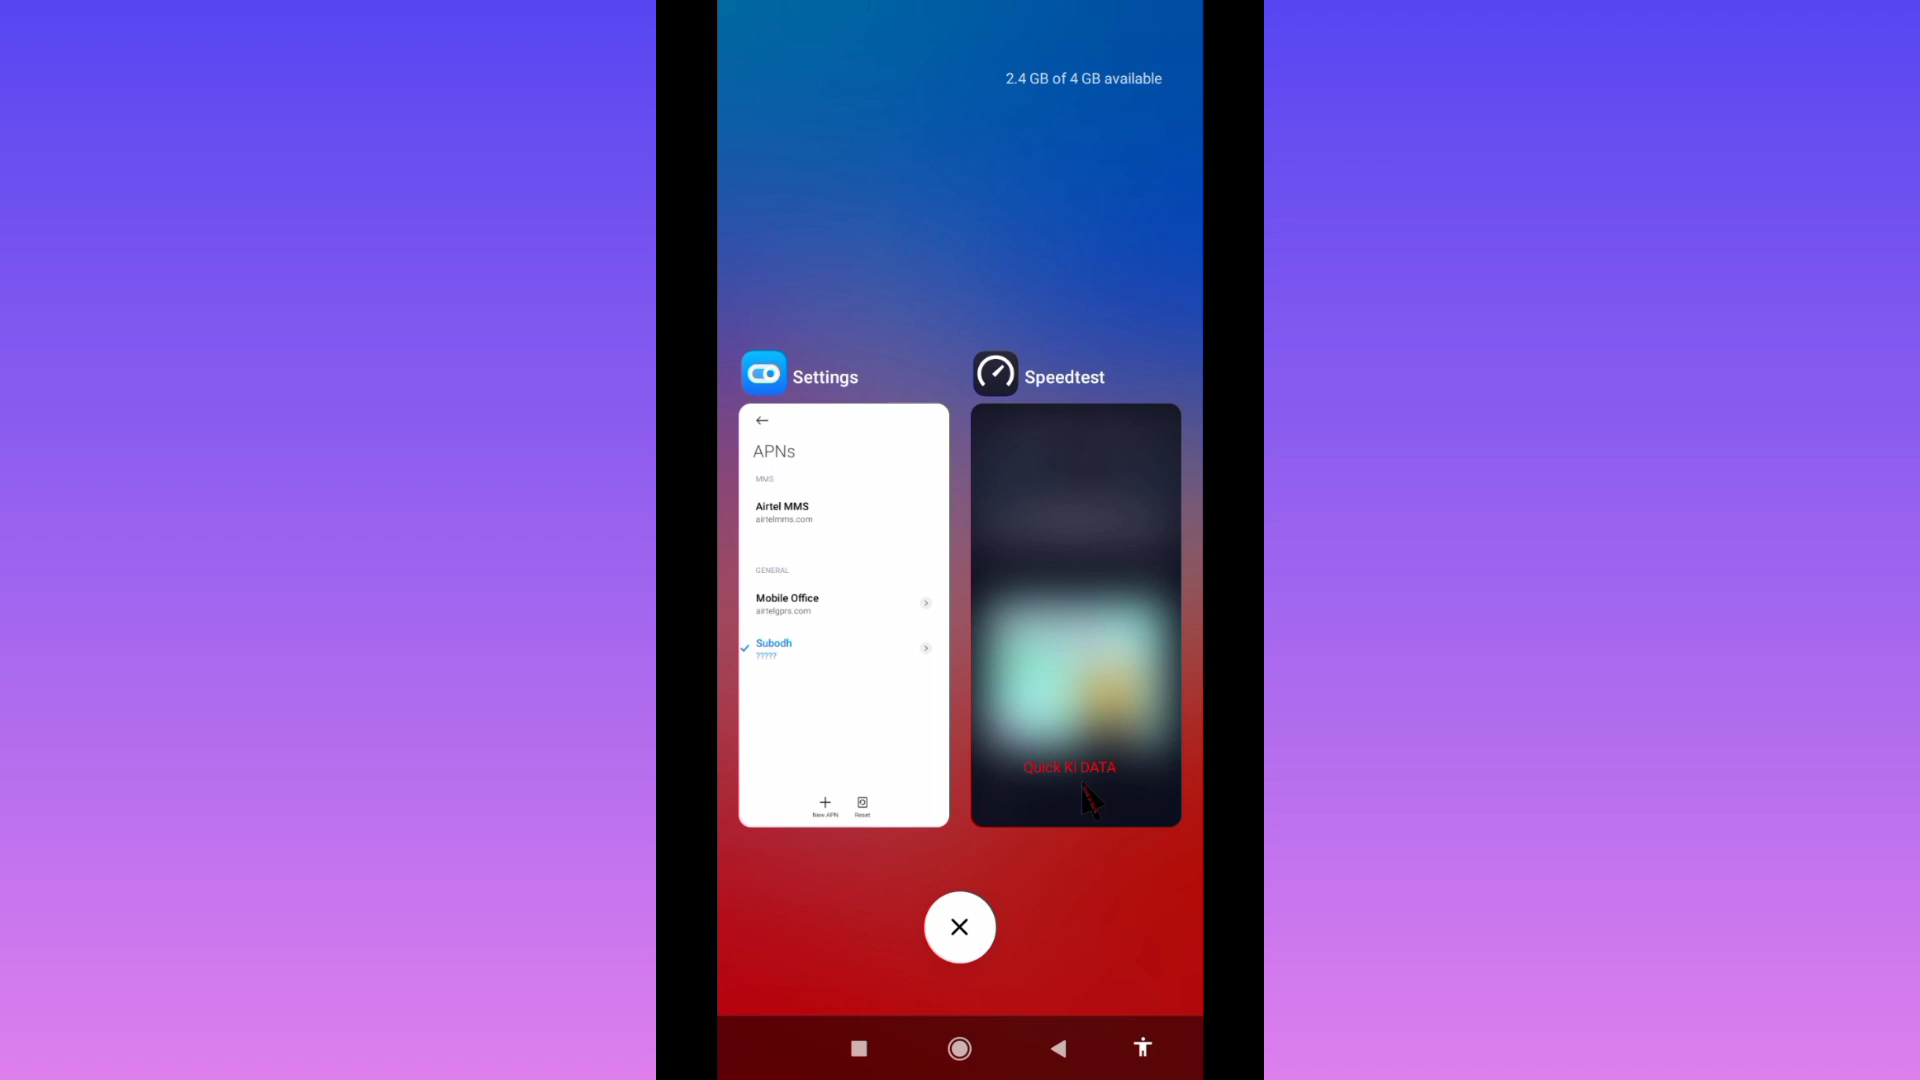 2.4 GB of 4 GB available
Settings
Speedtest
APNs
MMS
Airtel MMS
airtelmms.com
GENERAL
Mobile Office
airtelgprs.com
Subodh
?????
Quick Ki DATA
New APN
Reset